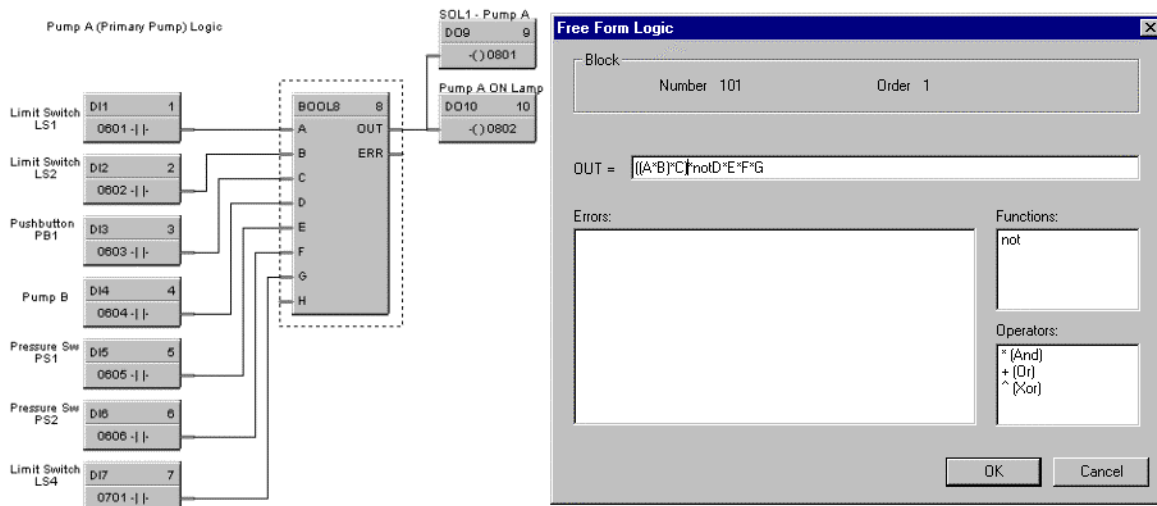 Pump A (Primary Pump) Logic
SOL1 - Pump A
DO9 9
-( ) 0801
Pump A ON Lamp
DO10 10
-( ) 0802
Limit Switch
LS1
DI1 1
0601 -| |-
Limit Switch
LS2
DI2 2
0602 -| |-
Pushbutton
PB1
DI3 3
0603 -| |-
Pump B
DI4 4
0604 -| |-
Pressure Sw
PS1
DI5 5
0605 -| |-
Pressure Sw
PS2
DI6 6
0606 -| |-
Limit Switch
LS4
DI7 7
0701 -| |-
BOOL8 8
A OUT
B ERR
C
D
E
F
G
H
Free Form Logic
Block
Number 101 Order 1
OUT = ((A*B)*C)*notD*E*F*G
Errors:
Functions:
not
Operators:
* (And)
+ (Or)
^ (Xor)
OK Cancel